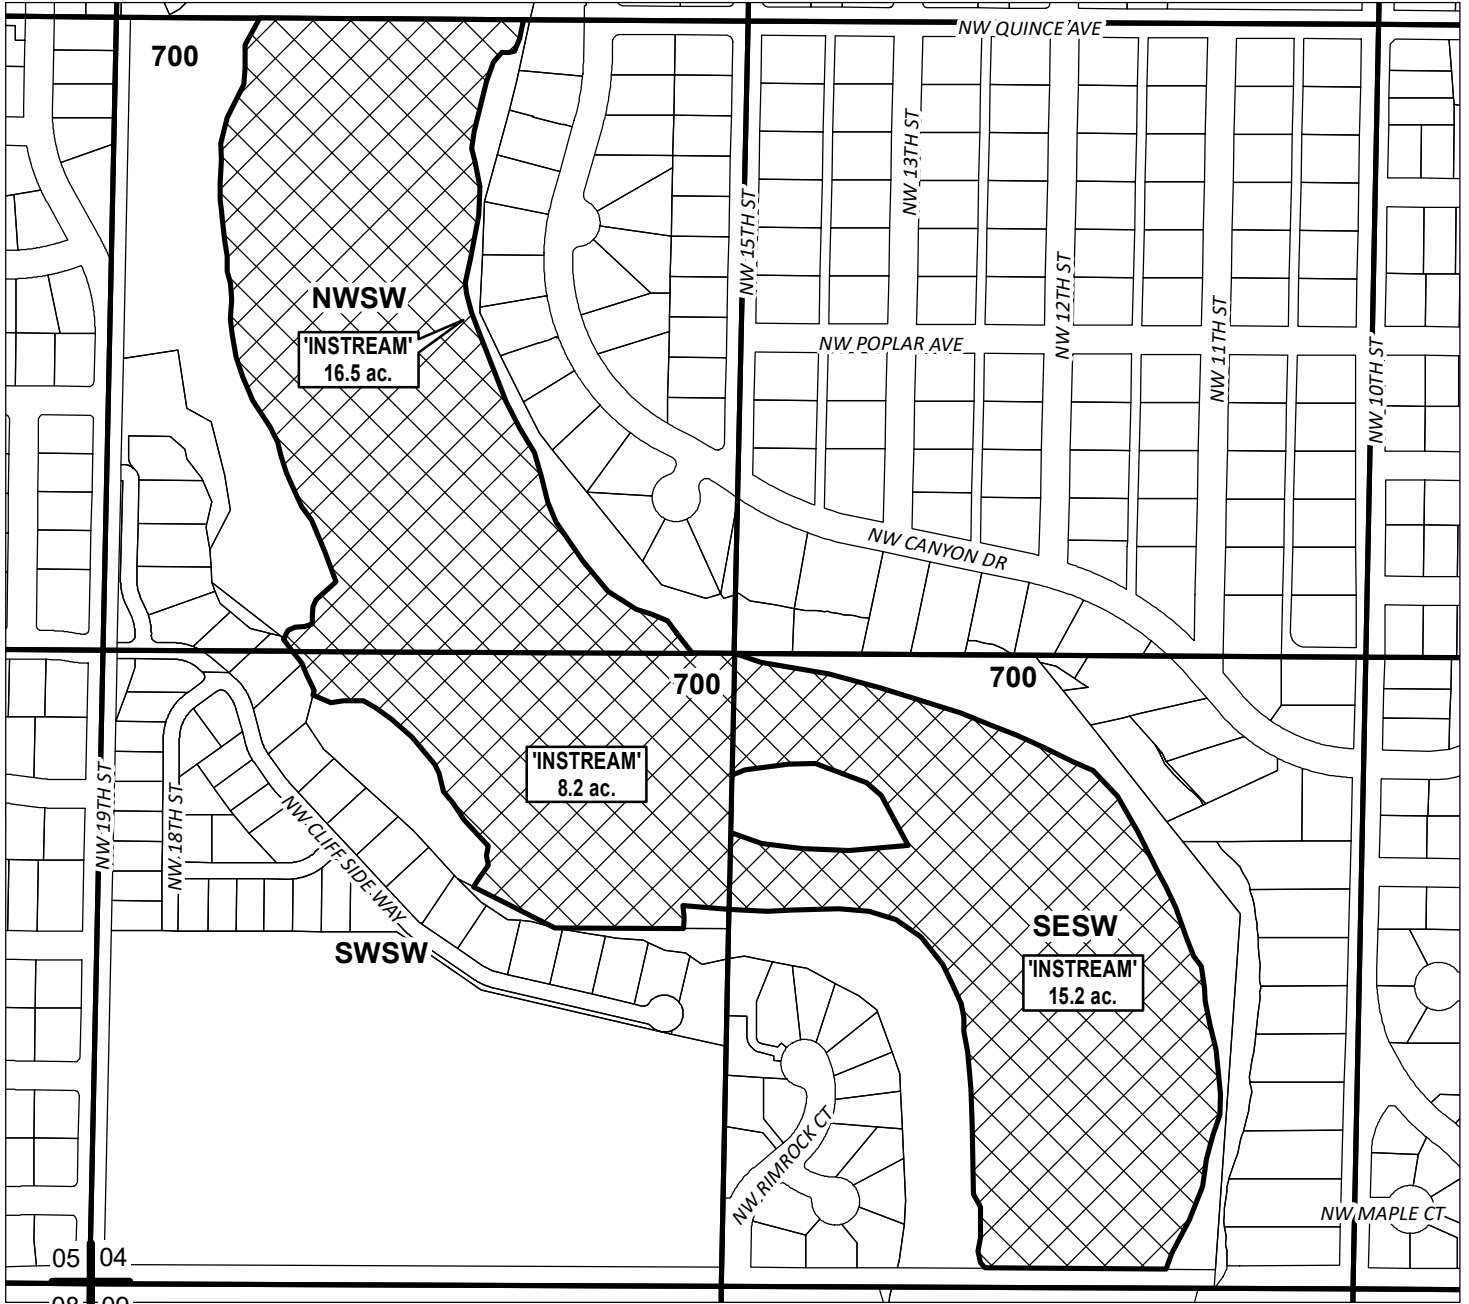 NW QUINCE AVE
700
NW 13TH ST
NW 15TH ST
NW 12TH ST
NWSW
'INSTREAM'
16.5 ac.
NW POPLAR AVE
NW 11TH ST
NW 10TH ST
NW CANYON DR
700
700
'INSTREAM'
8.2 ac.
NW 19TH ST
NW 18TH ST
NW CLIFF SIDE WAY
SWSW
SESW
'INSTREAM'
15.2 ac.
NW RIMROCK CT
NW MAPLE CT
05 04
08 09